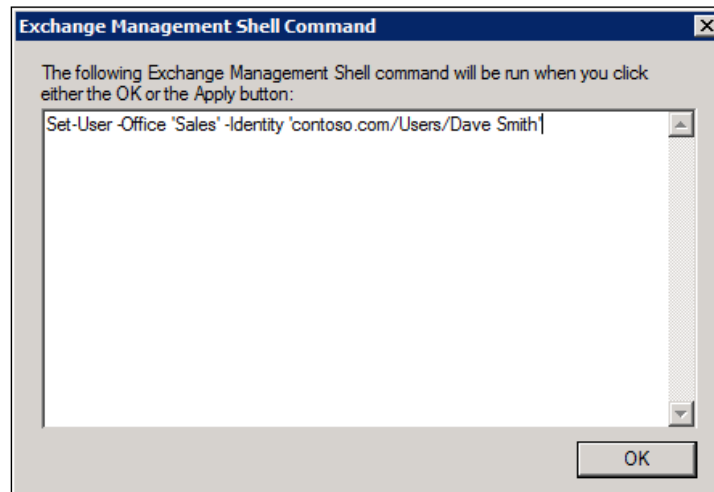 Exchange Management Shell Command
The following Exchange Management Shell command will be run when you click
either the OK or the Apply button:
Set-User -Office 'Sales' -Identity 'contoso.com/Users/Dave Smith'
OK